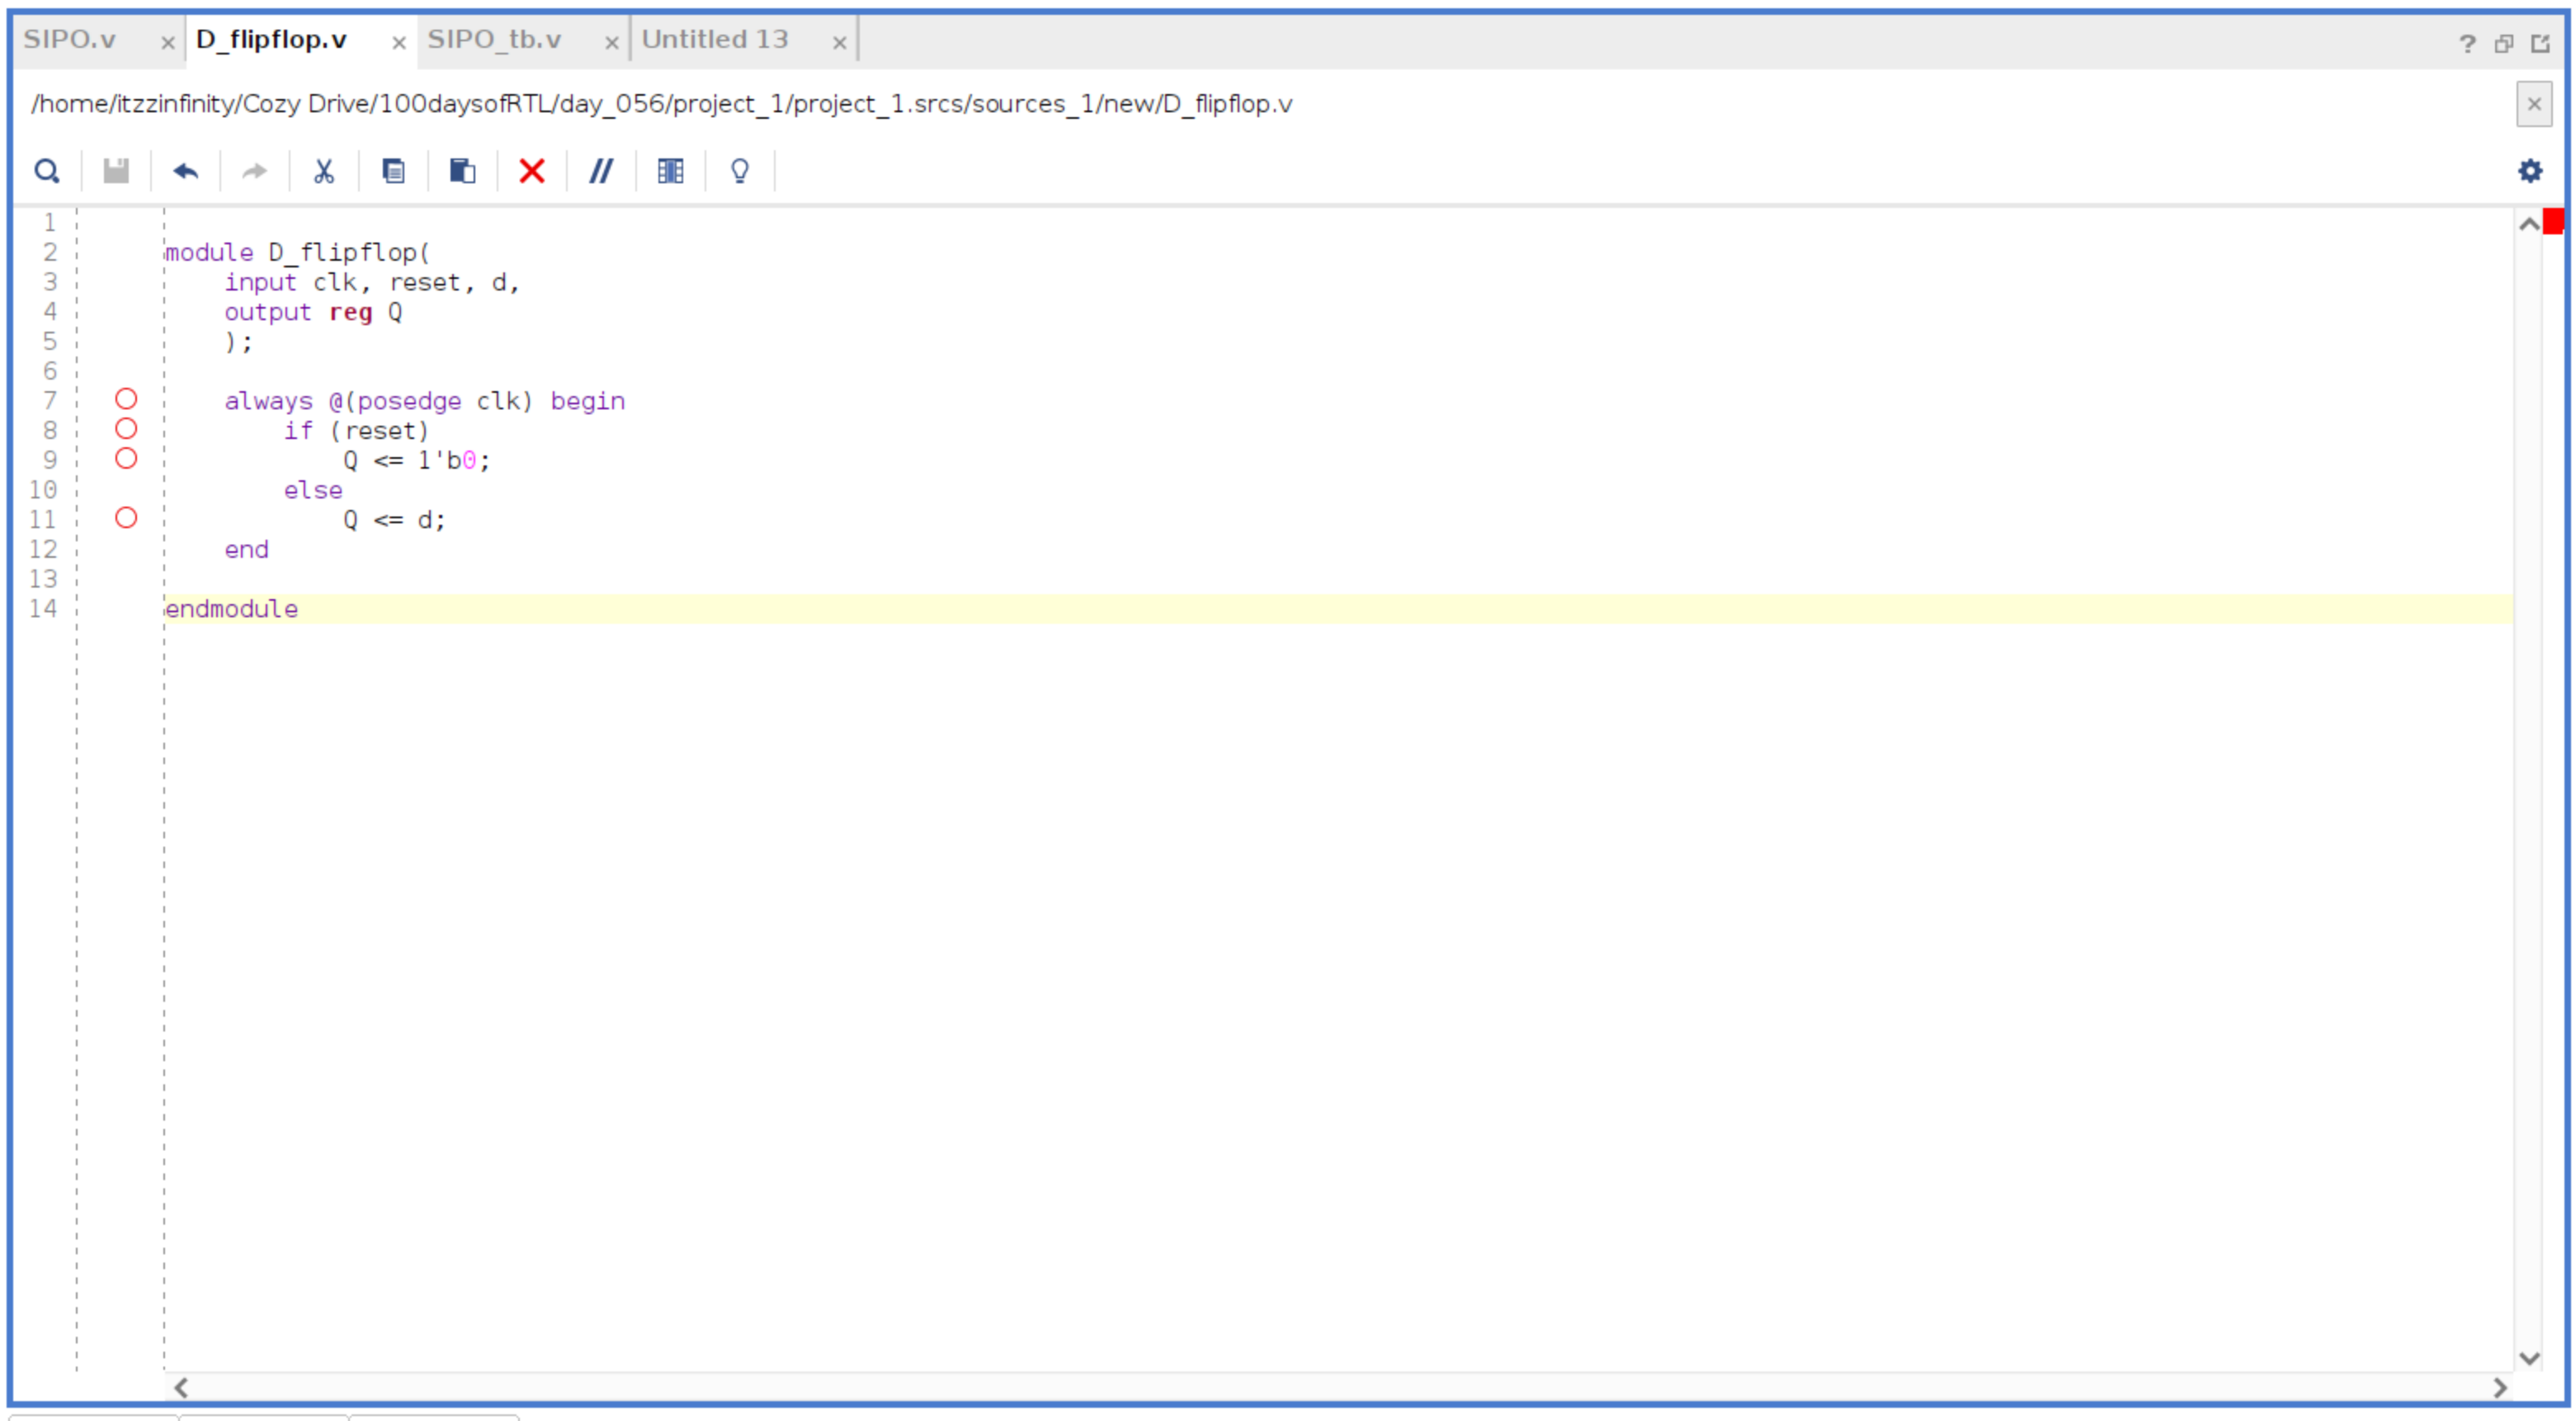 SIPO.v × D_flipflop.v × SIPO_tb.v × Untitled 13 × ?
/home/itzzinfinity/Cozy Drive/100daysofRTL/day_056/project_1/project_1.srcs/sources_1/new/D_flipflop.v
1
2 module D_flipflop(
3     input clk, reset, d,
4     output reg Q
5     );
6
7     always @(posedge clk) begin
8         if (reset)
9             Q <= 1'b0;
10         else
11             Q <= d;
12     end
13
14 endmodule